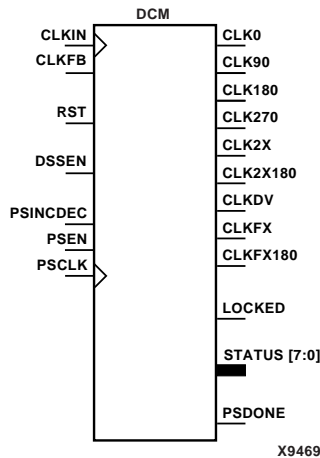 DCM
CLKIN
CLKFB
RST
DSSEN
PSINCDEC
PSEN
PSCLK
CLK0
CLK90
CLK180
CLK270
CLK2X
CLK2X180
CLKDV
CLKFX
CLKFX180
LOCKED
STATUS [7:0]
PSDONE
X9469